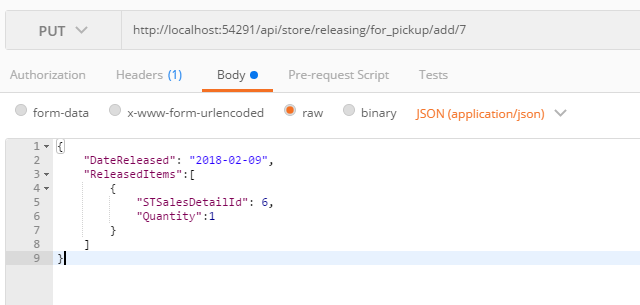 PUT http://localhost:54291/api/store/releasing/for_pickup/add/7
Authorization Headers (1) Body Pre-request Script Tests
form-data x-www-form-urlencoded raw binary JSON (application/json)
1 {
2 "DateReleased": "2018-02-09",
3 "ReleasedItems":[
4 {
5 "STSalesDetailId": 6,
6 "Quantity":1
7 }
8 ]
9 }